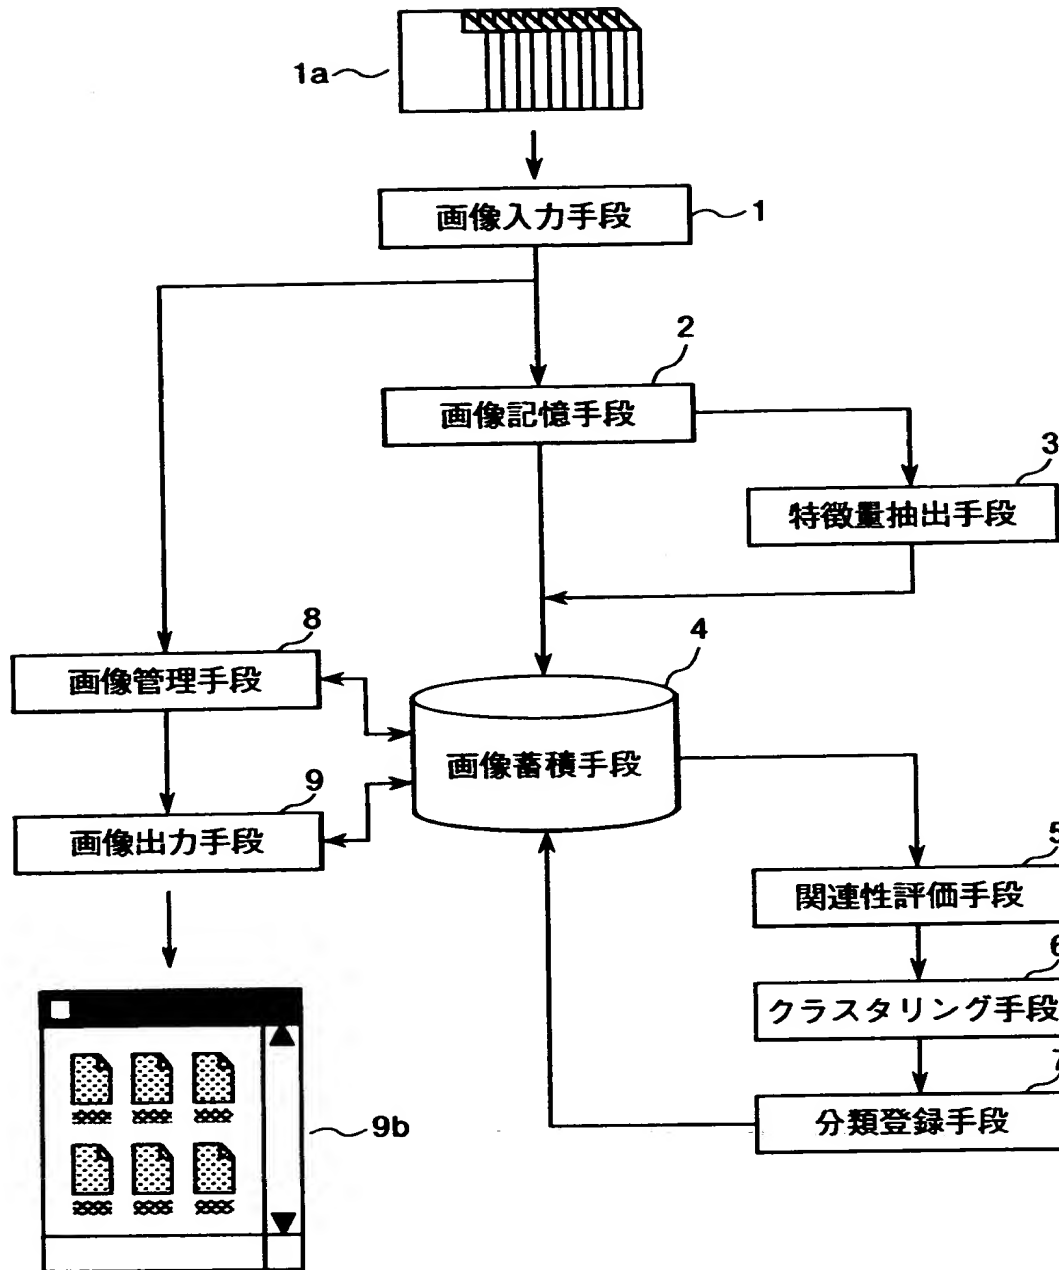 1a
画像入力手段
1
2
画像記憶手段
3
特徴量抽出手段
8
画像管理手段
4
画像蓄積手段
9
画像出力手段
5
関連性評価手段
6
クラスタリング手段
7
分類登録手段
9b